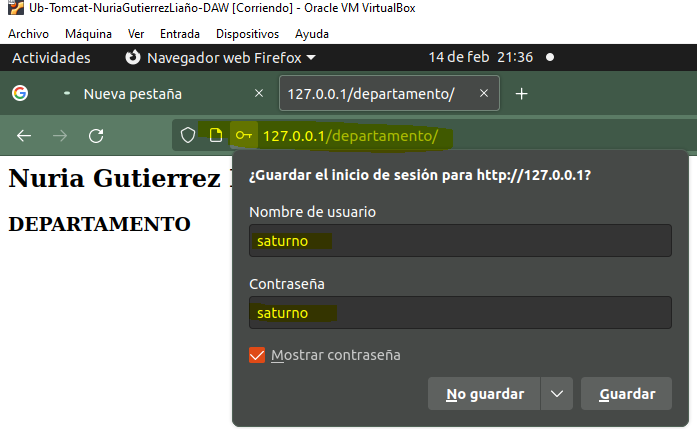 Ub-Tomcat-NuriaGutierrezLiaño-DAW [Corriendo] - Oracle VM VirtualBox
Archivo Máquina Ver Entrada Dispositivos Ayuda
Actividades Navegador web Firefox 14 de feb 21:36
Nueva pestaña 127.0.0.1/departamento/
127.0.0.1/departamento/
Nuria Gutierrez
DEPARTAMENTO
¿Guardar el inicio de sesión para http://127.0.0.1?
Nombre de usuario
saturno
Contraseña
saturno
Mostrar contraseña
No guardar Guardar